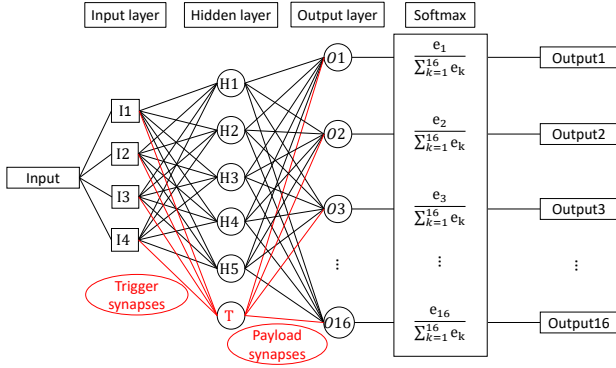 Input layer
Hidden layer
Output layer
Softmax
Input
I1
I2
I3
I4
H1
H2
H3
H4
H5
T
Trigger
synapses
Payload
synapses
O1
O2
O3
⋮
O16
e₁
∑¹⁶ₖ₌₁ eₖ
e₂
∑¹⁶ₖ₌₁ eₖ
e₃
∑¹⁶ₖ₌₁ eₖ
⋮
e₁₆
∑¹⁶ₖ₌₁ eₖ
Output1
Output2
Output3
⋮
Output16